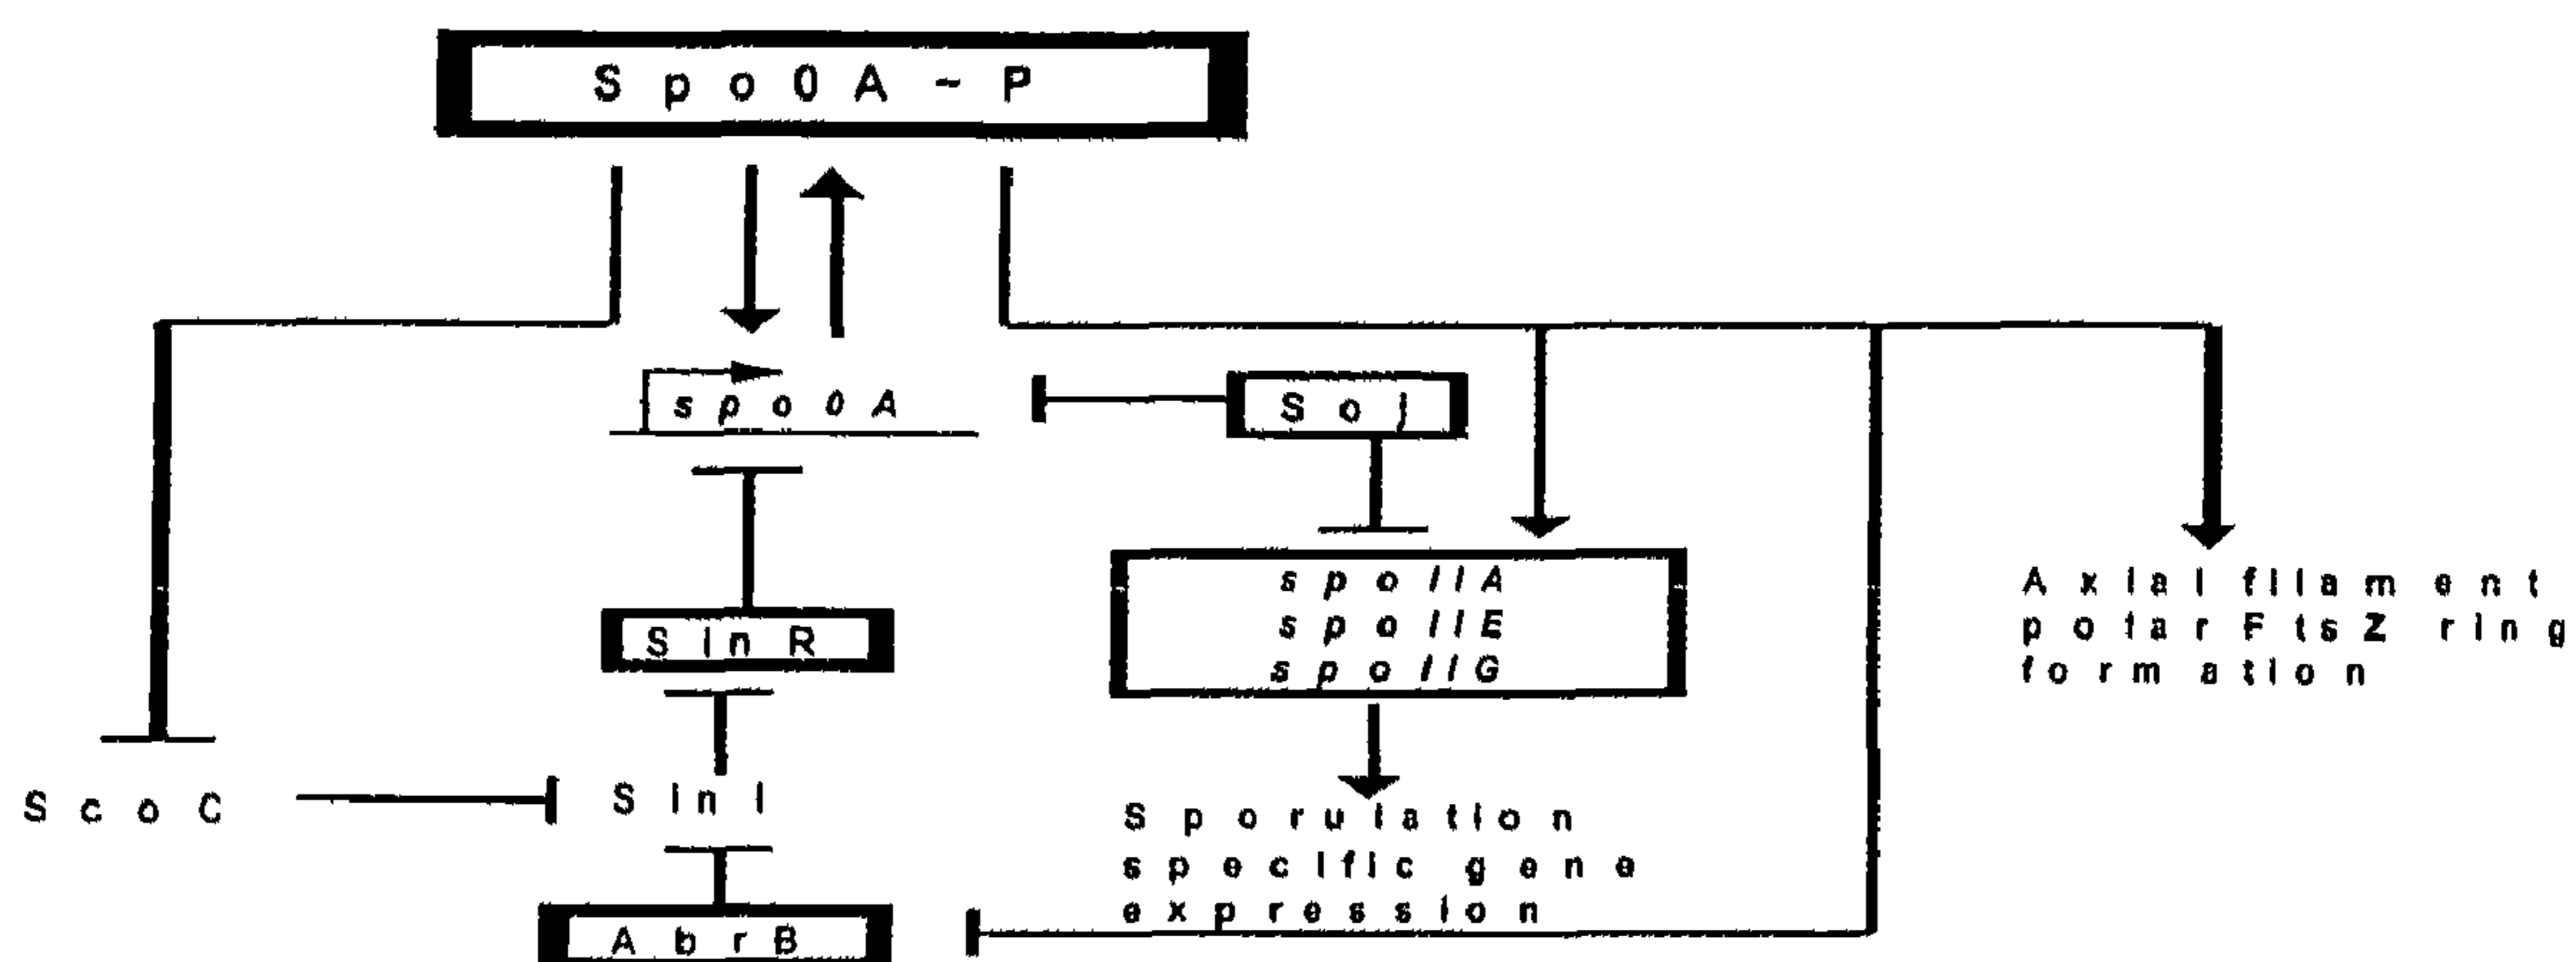 Spo0A~P
spo0A
Soj
spoIIA
spoIIE
spoIIG
Axial filament
polar FtsZ ring
formation
SinR
ScoC
SinI
Sporulation
specific gene
expression
AbrB